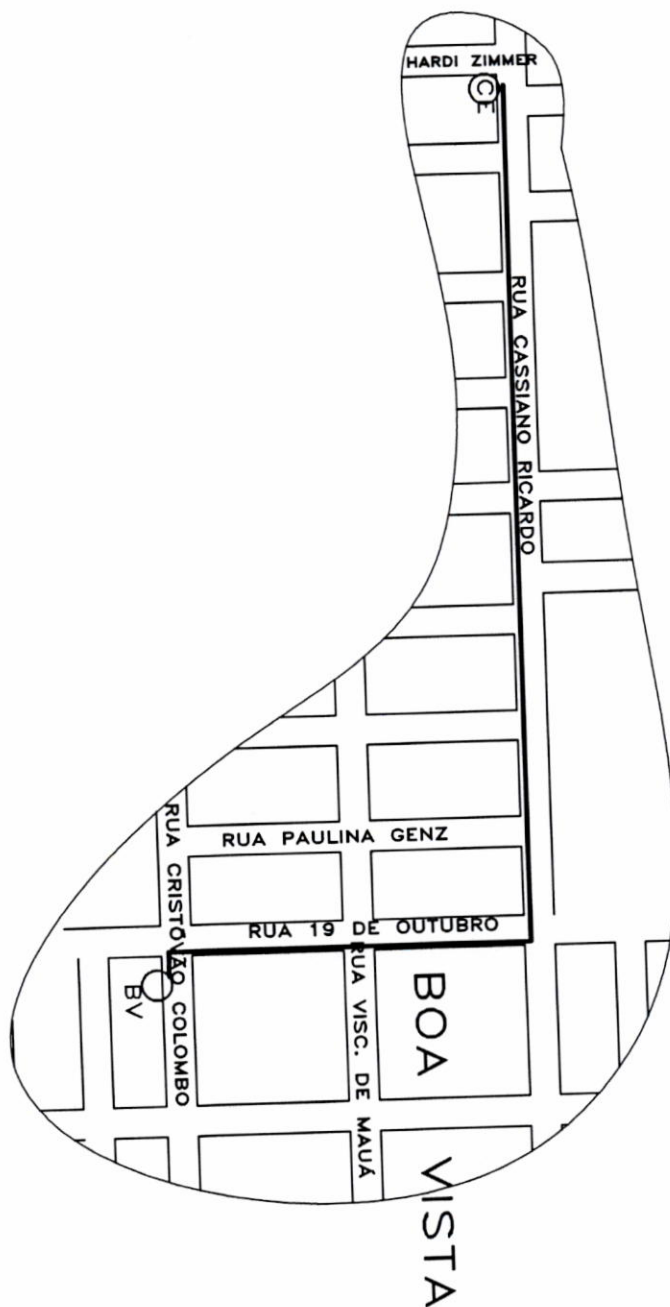 HARDI ZIMMER
CE
RUA CASSIANO RICARDO
RUA PAULINA GENZ
RUA CRISTOVÃO COLOMBO
RUA 19 DE OUTUBRO
RUA VISC. DE MAUÁ
BV
BOA VISTA